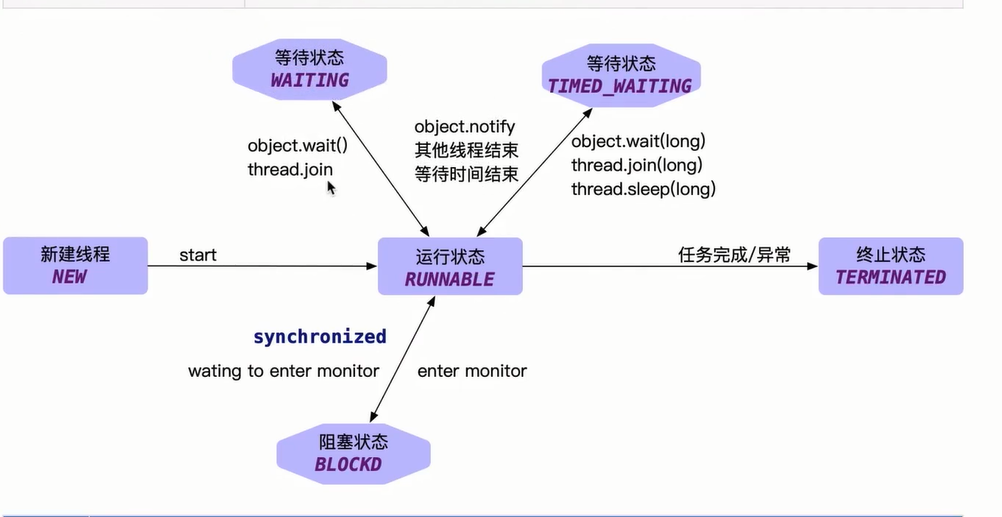 等待状态
WAITING
等待状态
TIMED_WAITING
object.wait()
thread.join
object.notify
其他线程结束
等待时间结束
object.wait(long)
thread.join(long)
thread.sleep(long)
新建线程
NEW
start
运行状态
RUNNABLE
任务完成/异常
终止状态
TERMINATED
synchronized
wating to enter monitor
enter monitor
阻塞状态
BLOCKD